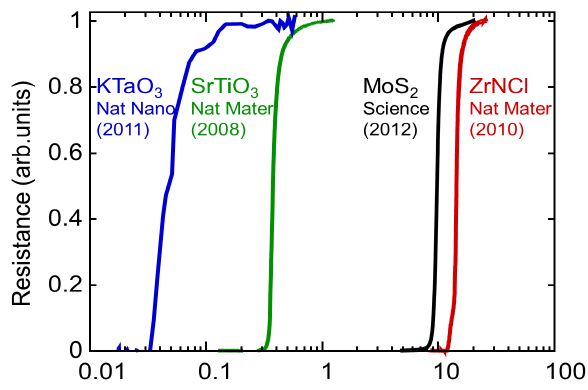 Resistance (arb.units)
1
0.8
0.6
0.4
0.2
0
KTaO₃
Nat Nano
(2011)
SrTiO₃
Nat Mater
(2008)
MoS₂
Science
(2012)
ZrNCl
Nat Mater
(2010)
0.01 0.1 1 10 100